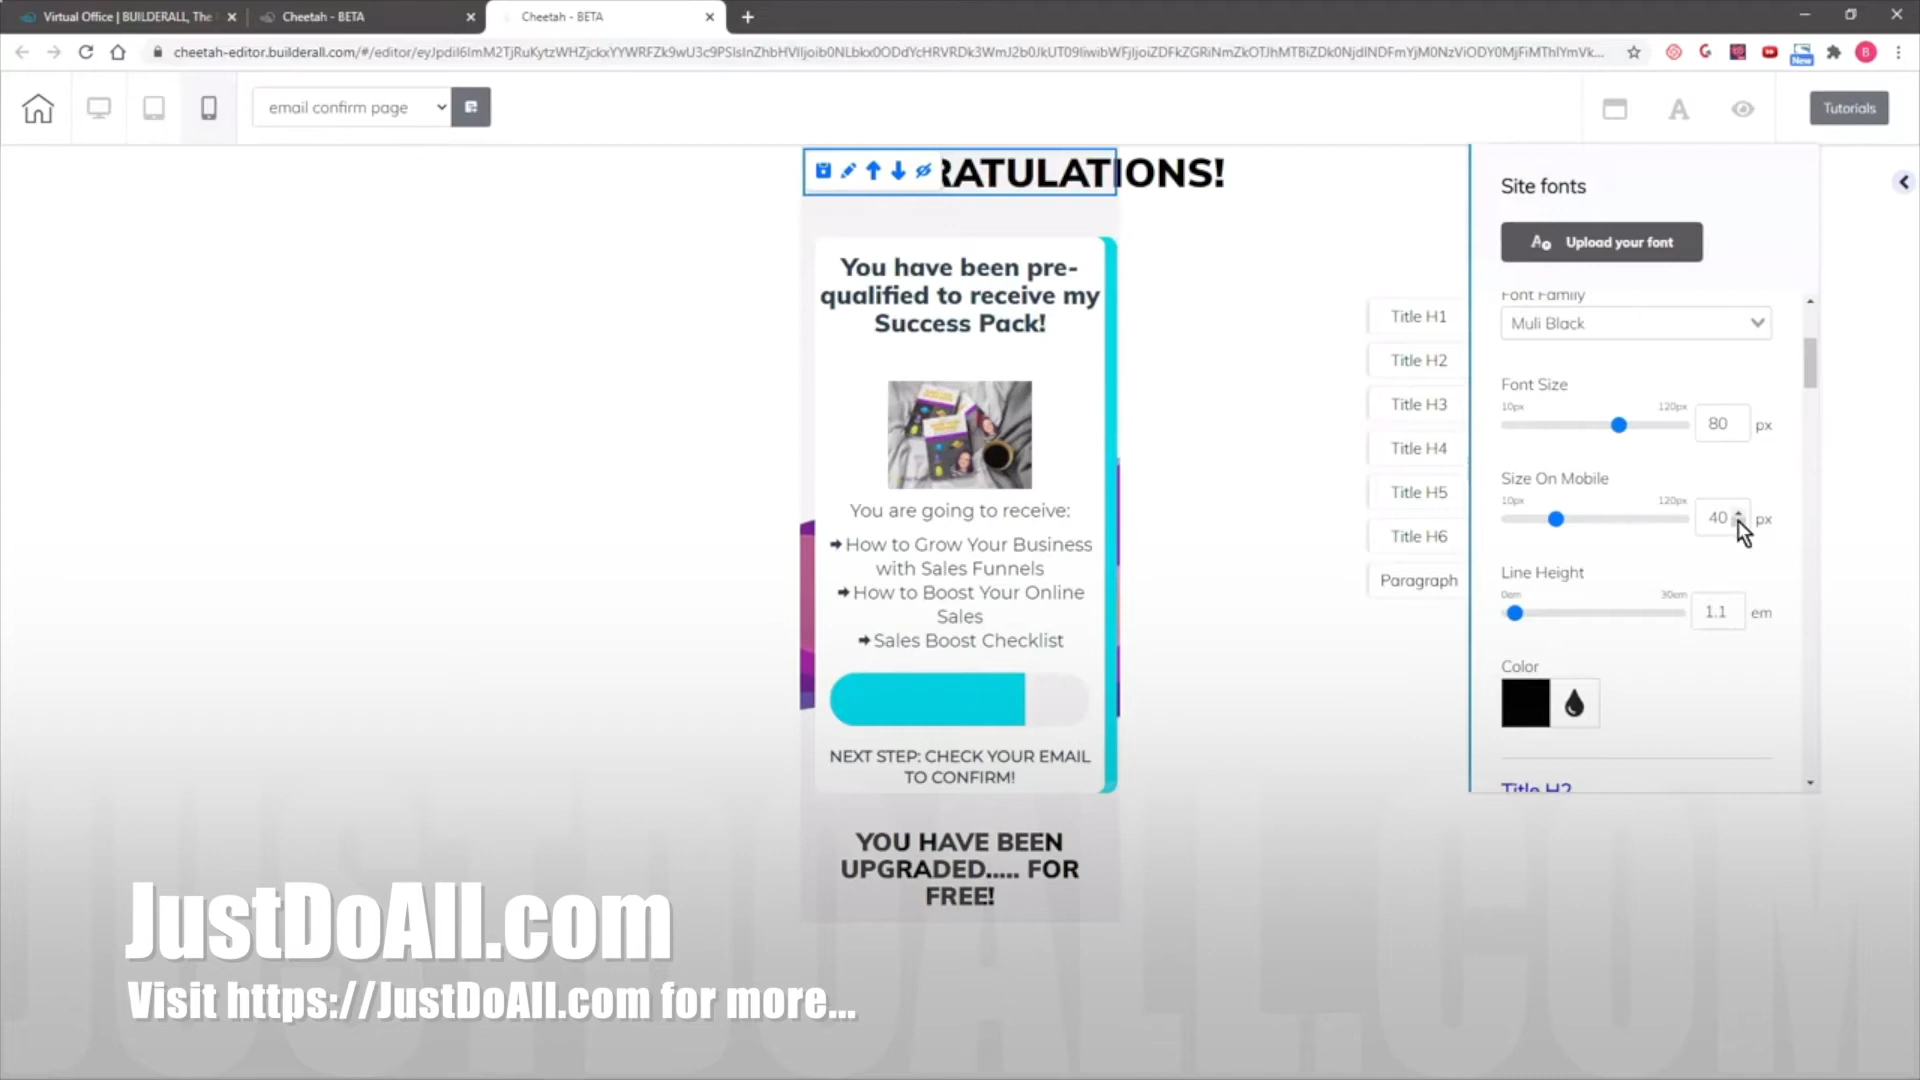 Virtual Office | BUILDERALL, The
Cheetah - BETA
Cheetah - BETA
email confirm page
New
B
Tutorials
RATULATIONS!
You have been pre-
qualified to receive my
Success Pack!
You are going to receive:
➡How to Grow Your Business
with Sales Funnels
➡How to Boost Your Online
Sales
➡Sales Boost Checklist
NEXT STEP: CHECK YOUR EMAIL
TO CONFIRM!
YOU HAVE BEEN
UPGRADED..... FOR
FREE!
Title H1
Title H2
Title H3
Title H4
Title H5
Title H6
Paragraph
Site fonts
Upload your font
Font Family
Muli Black
Font Size
10px 120px
80 px
Size On Mobile
10px 120px
40 px
Line Height
0em 30em
1.1 em
Color
Title H2
JustDoAll.com
Visit https://JustDoAll.com for more...
JUSTDOALL.COM